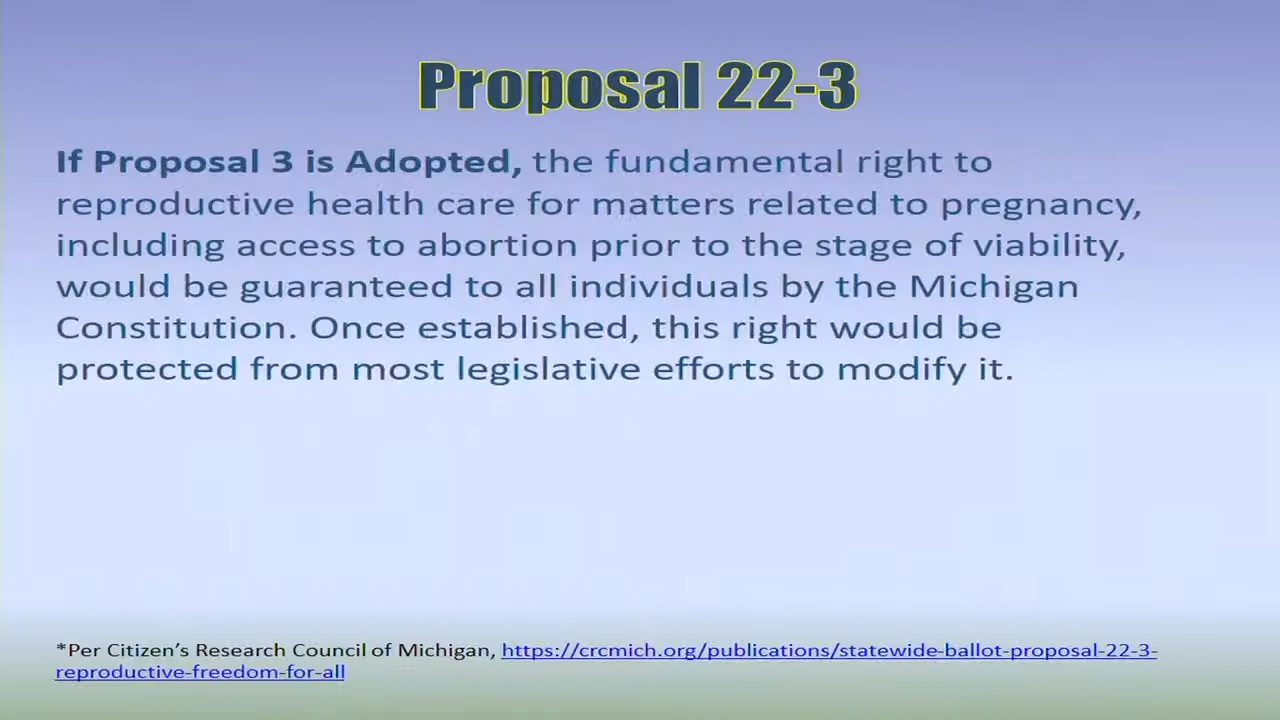 Proposal 22-3
If Proposal 3 is Adopted, the fundamental right to
reproductive health care for matters related to pregnancy,
including access to abortion prior to the stage of viability,
would be guaranteed to all individuals by the Michigan
Constitution. Once established, this right would be
protected from most legislative efforts to modify it.
*Per Citizen’s Research Council of Michigan, https://crcmich.org/publications/statewide-ballot-proposal-22-3-
reproductive-freedom-for-all